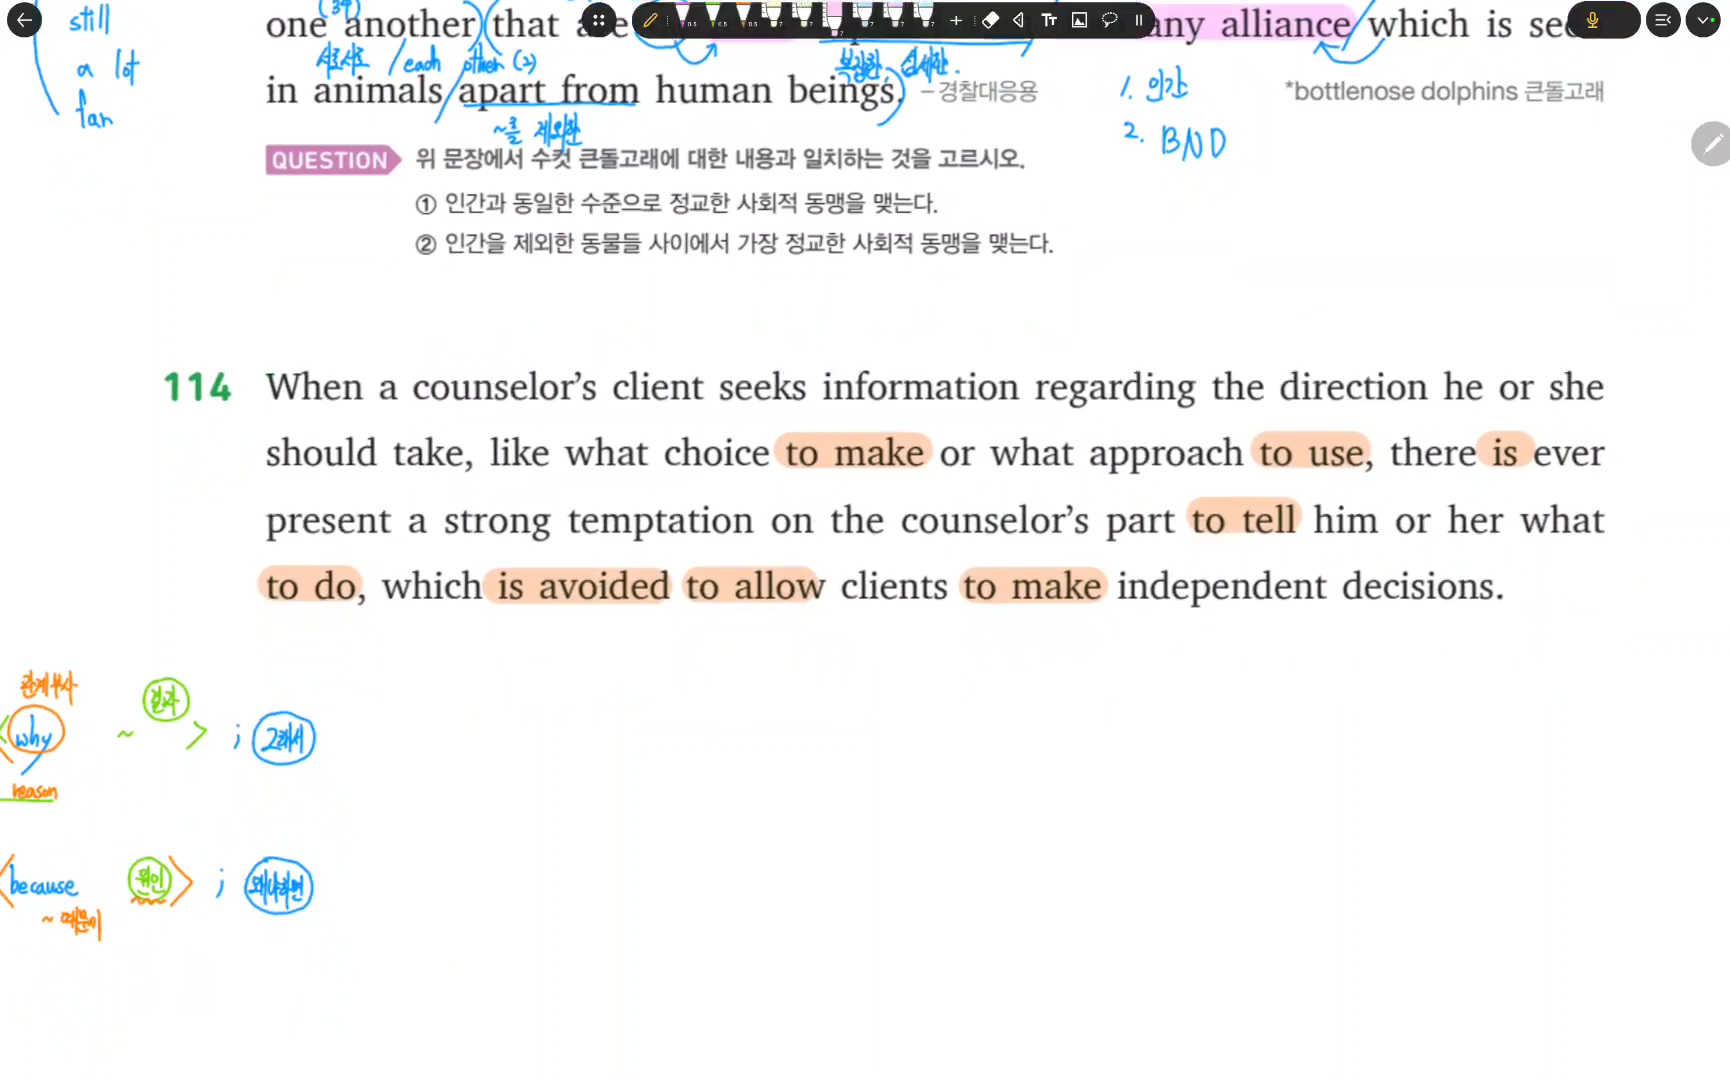 still
a lot
far
one another) (that are
any alliance which is see
서로서로 / each other (2)
복잡한, 섬세한.
in animals apart from human beings. – 경찰대응용
1. 인간
*bottlenose dolphins 큰돌고래
~를 제외한
2. BND
QUESTION 위 문장에서 수컷 큰돌고래에 대한 내용과 일치하는 것을 고르시오.
① 인간과 동일한 수준으로 정교한 사회적 동맹을 맺는다.
② 인간을 제외한 동물들 사이에서 가장 정교한 사회적 동맹을 맺는다.
114 When a counselor’s client seeks information regarding the direction he or she
should take, like what choice to make or what approach to use, there is ever
present a strong temptation on the counselor’s part to tell him or her what
to do, which is avoided to allow clients to make independent decisions.
관계부사
결과
<why ~ > ; 그래서
reason
<because 원인> ; 왜냐하면
~ 때문에